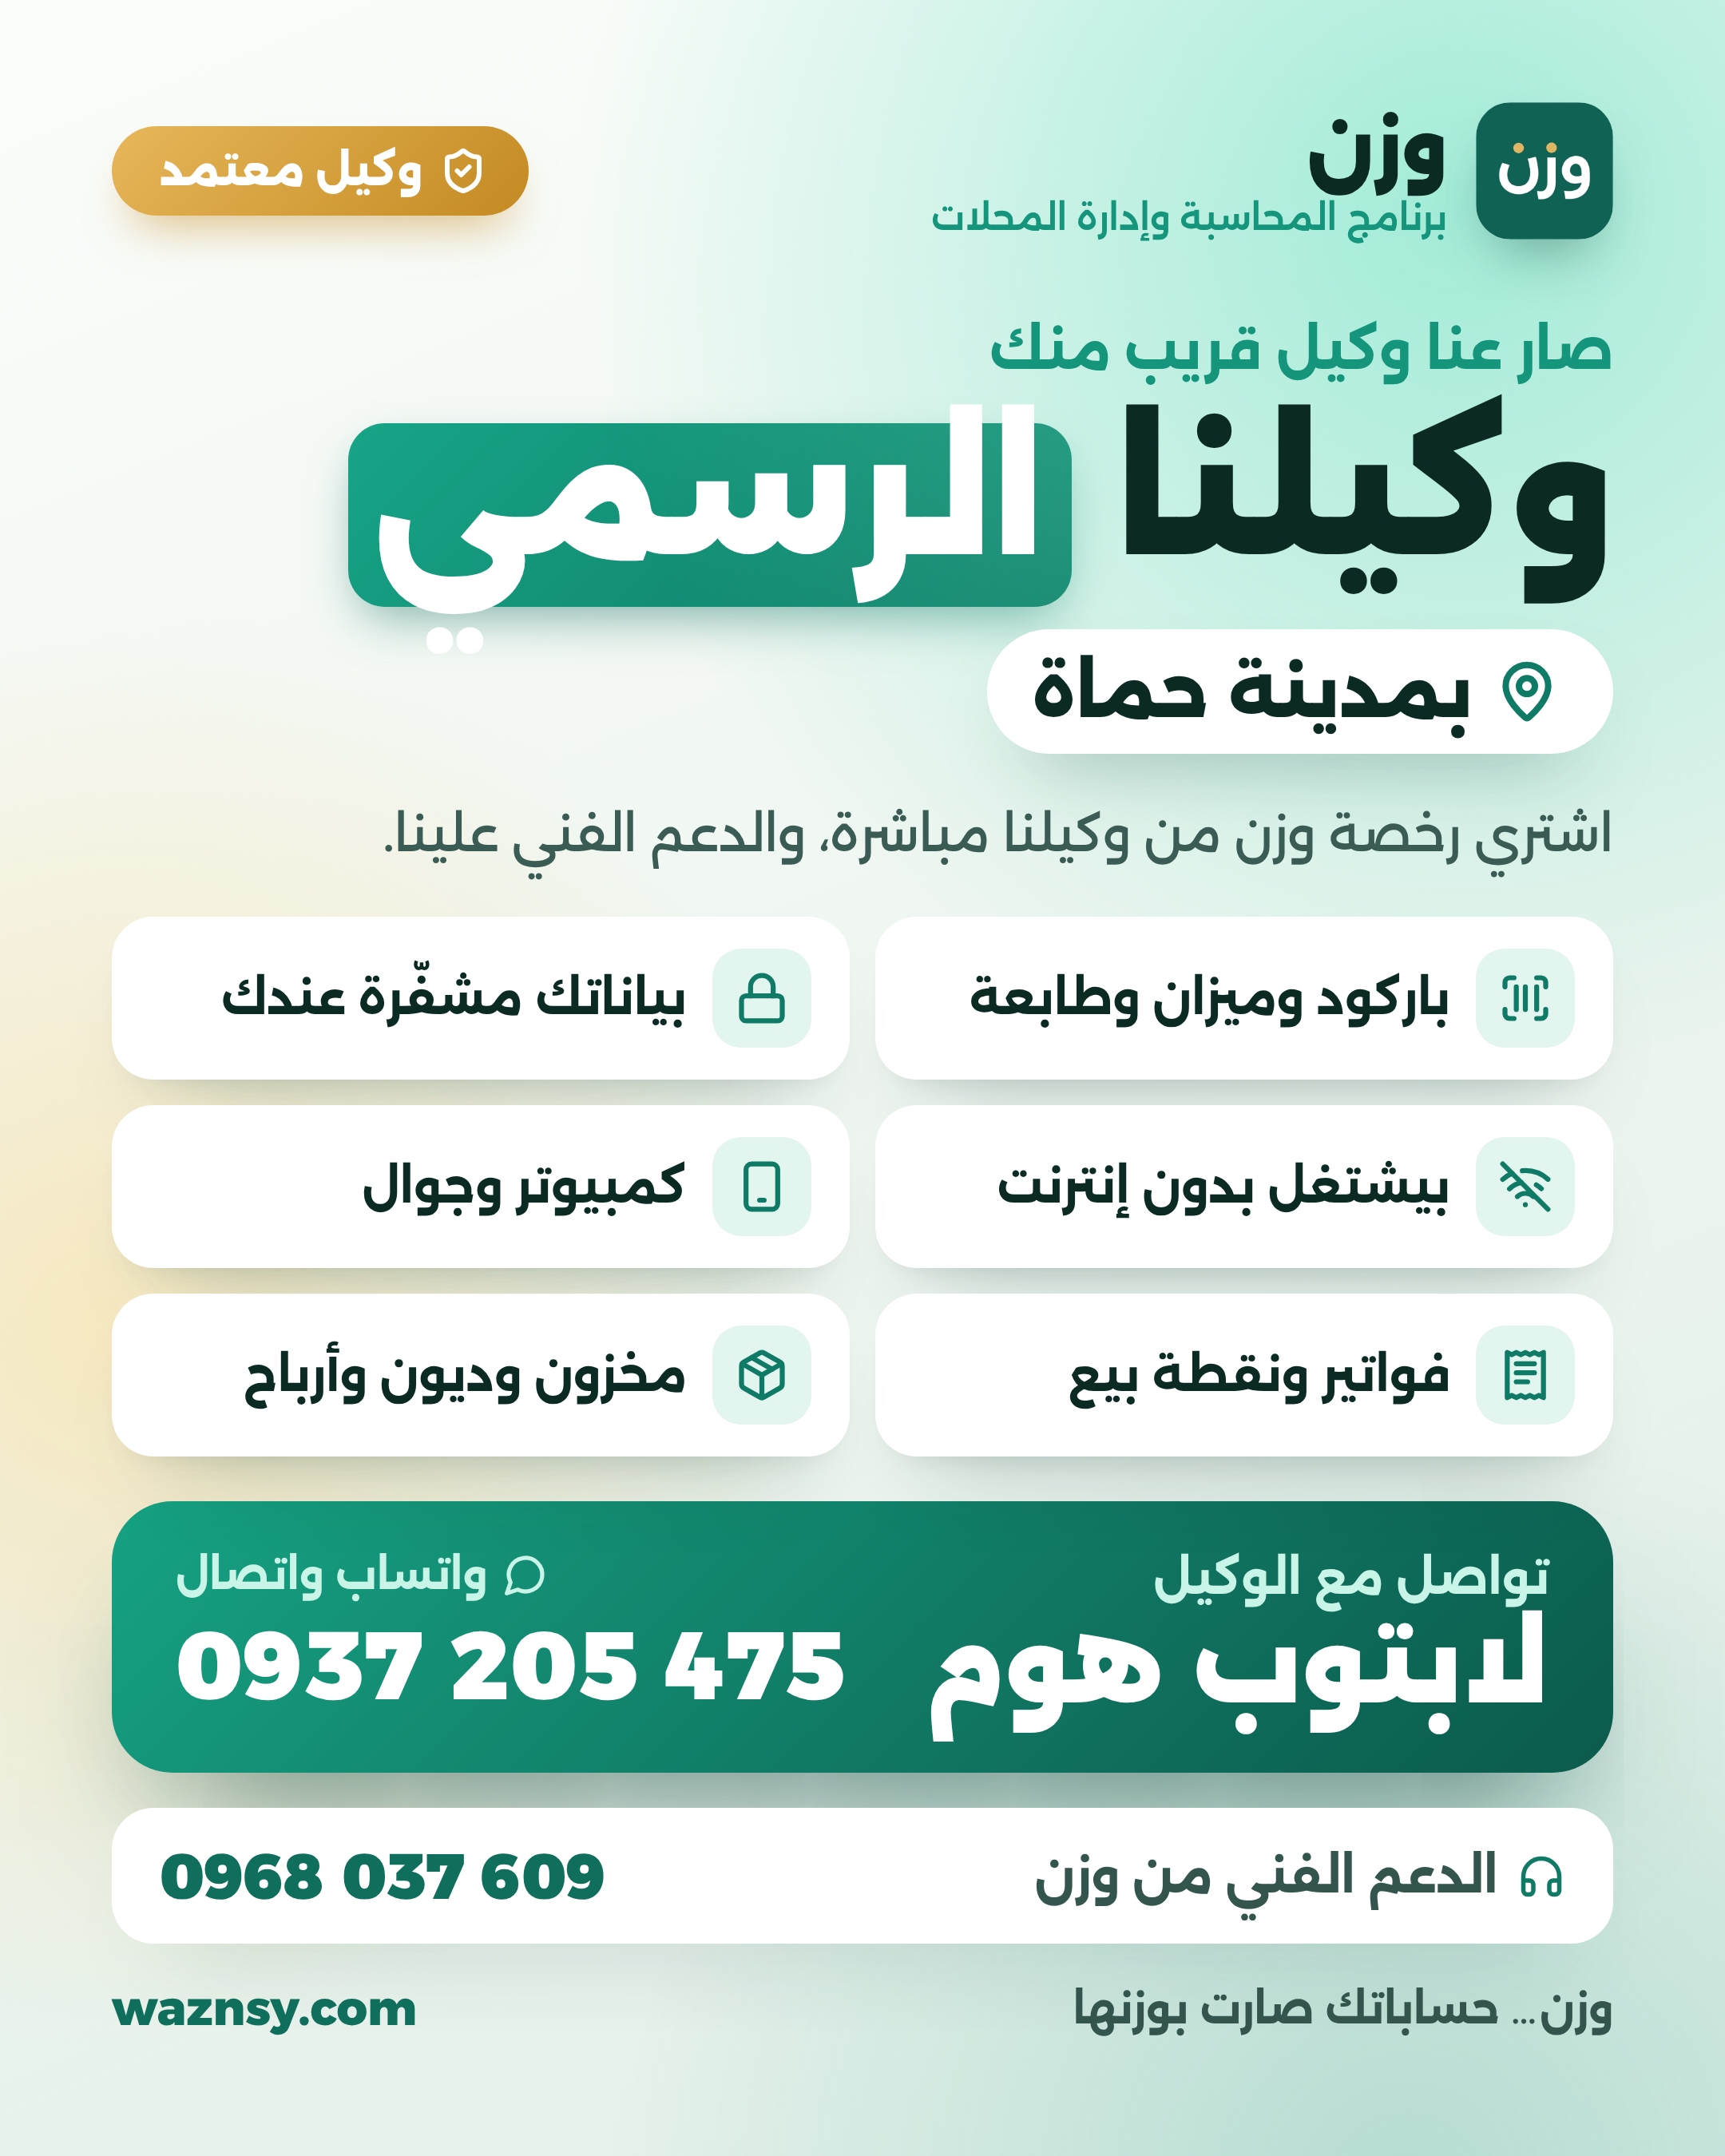 وزن
وزن
برنامج المحاسبة وإدارة المحلات
وكيل معتمد
صار عنا وكيل قريب منك
وكيلنا الرسمي
بمدينة حماة
اشتري رخصة وزن من وكيلنا مباشرة، والدعم الفني علينا.
باركود وميزان وطابعة
بياناتك مشفّرة عندك
بيشتغل بدون إنترنت
كمبيوتر وجوال
فواتير ونقطة بيع
مخزون وديون وأرباح
تواصل مع الوكيل
لابتوب هوم
واتساب واتصال
0937 205 475
الدعم الفني من وزن
0968 037 609
وزن... حساباتك صارت بوزنها
waznsy.com